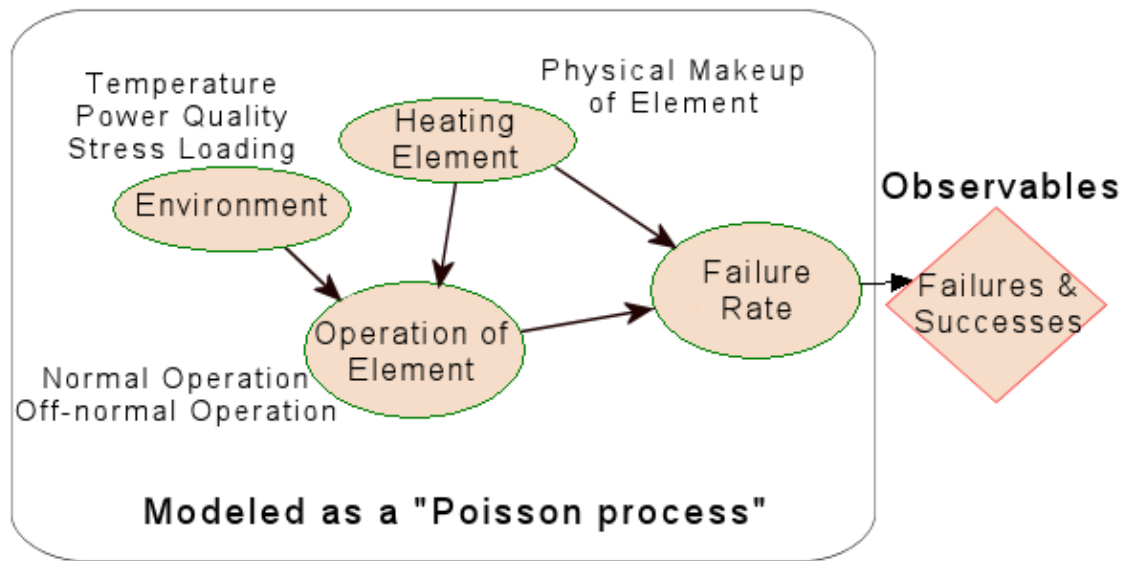 Temperature
Power Quality
Stress Loading
Environment
Heating
Element
Physical Makeup
of Element
Operation of
Element
Normal Operation
Off-normal Operation
Failure
Rate
Observables
Failures &
Successes
Modeled as a "Poisson process"